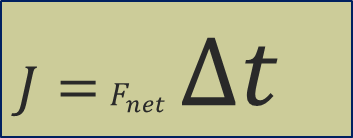 J = F_net Δt